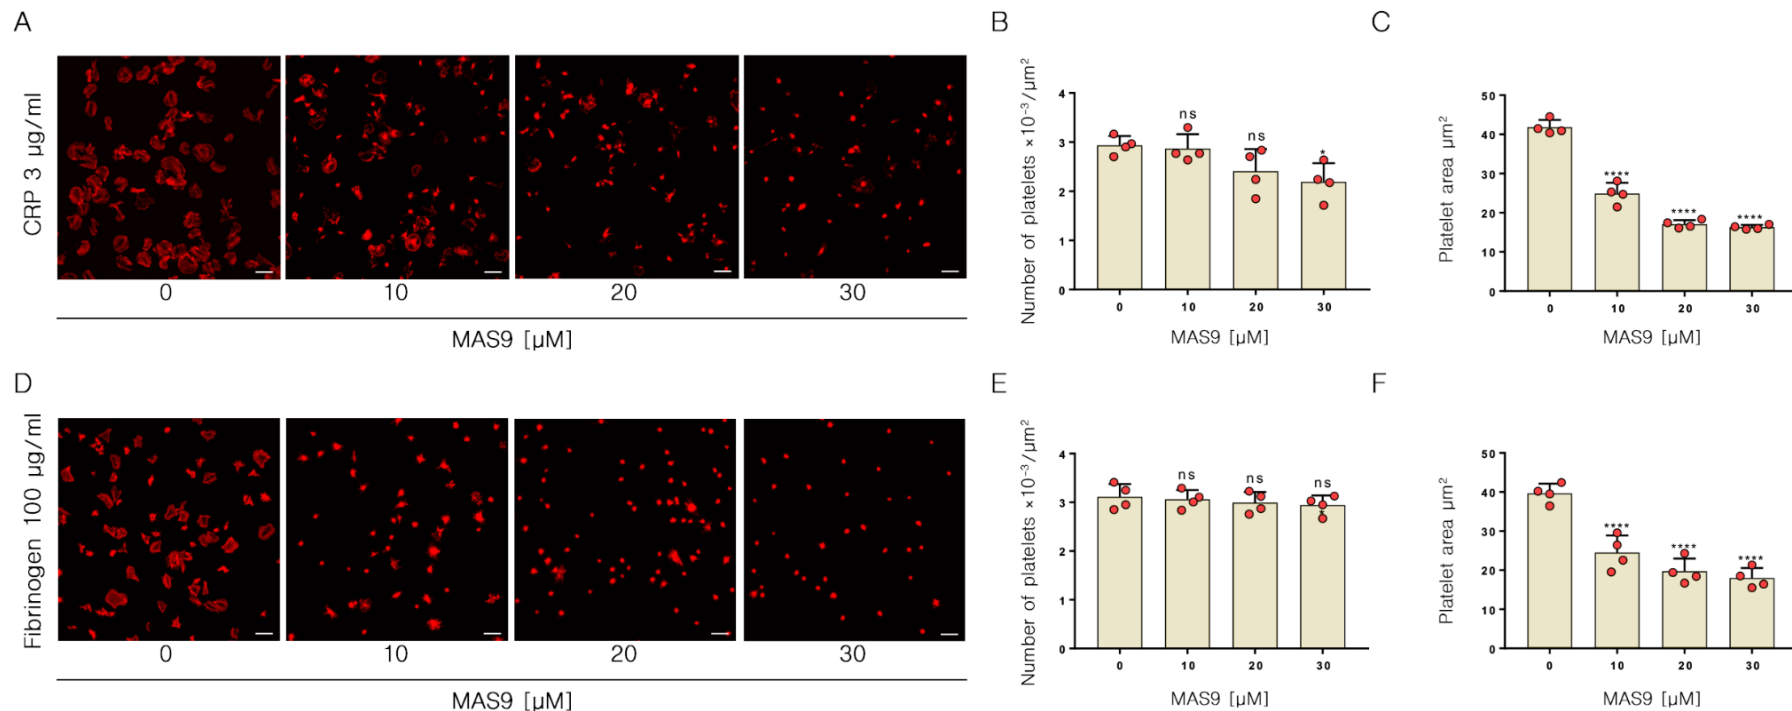 A
CRP 3 µg/ml
0 10 20 30
MAS9 [µM]
B
Number of platelets ×10⁻³/µm²
4
3
2
1
0
ns ns *
0 10 20 30
MAS9 [µM]
C
Platelet area µm²
50
40
30
20
10
0
**** **** ****
0 10 20 30
MAS9 [µM]
D
Fibrinogen 100 µg/ml
0 10 20 30
MAS9 [µM]
E
Number of platelets ×10⁻³/µm²
5
4
3
2
1
0
ns ns ns
*
0 10 20 30
MAS9 [µM]
F
Platelet area µm²
50
40
30
20
10
0
**** **** ****
0 10 20 30
MAS9 [µM]